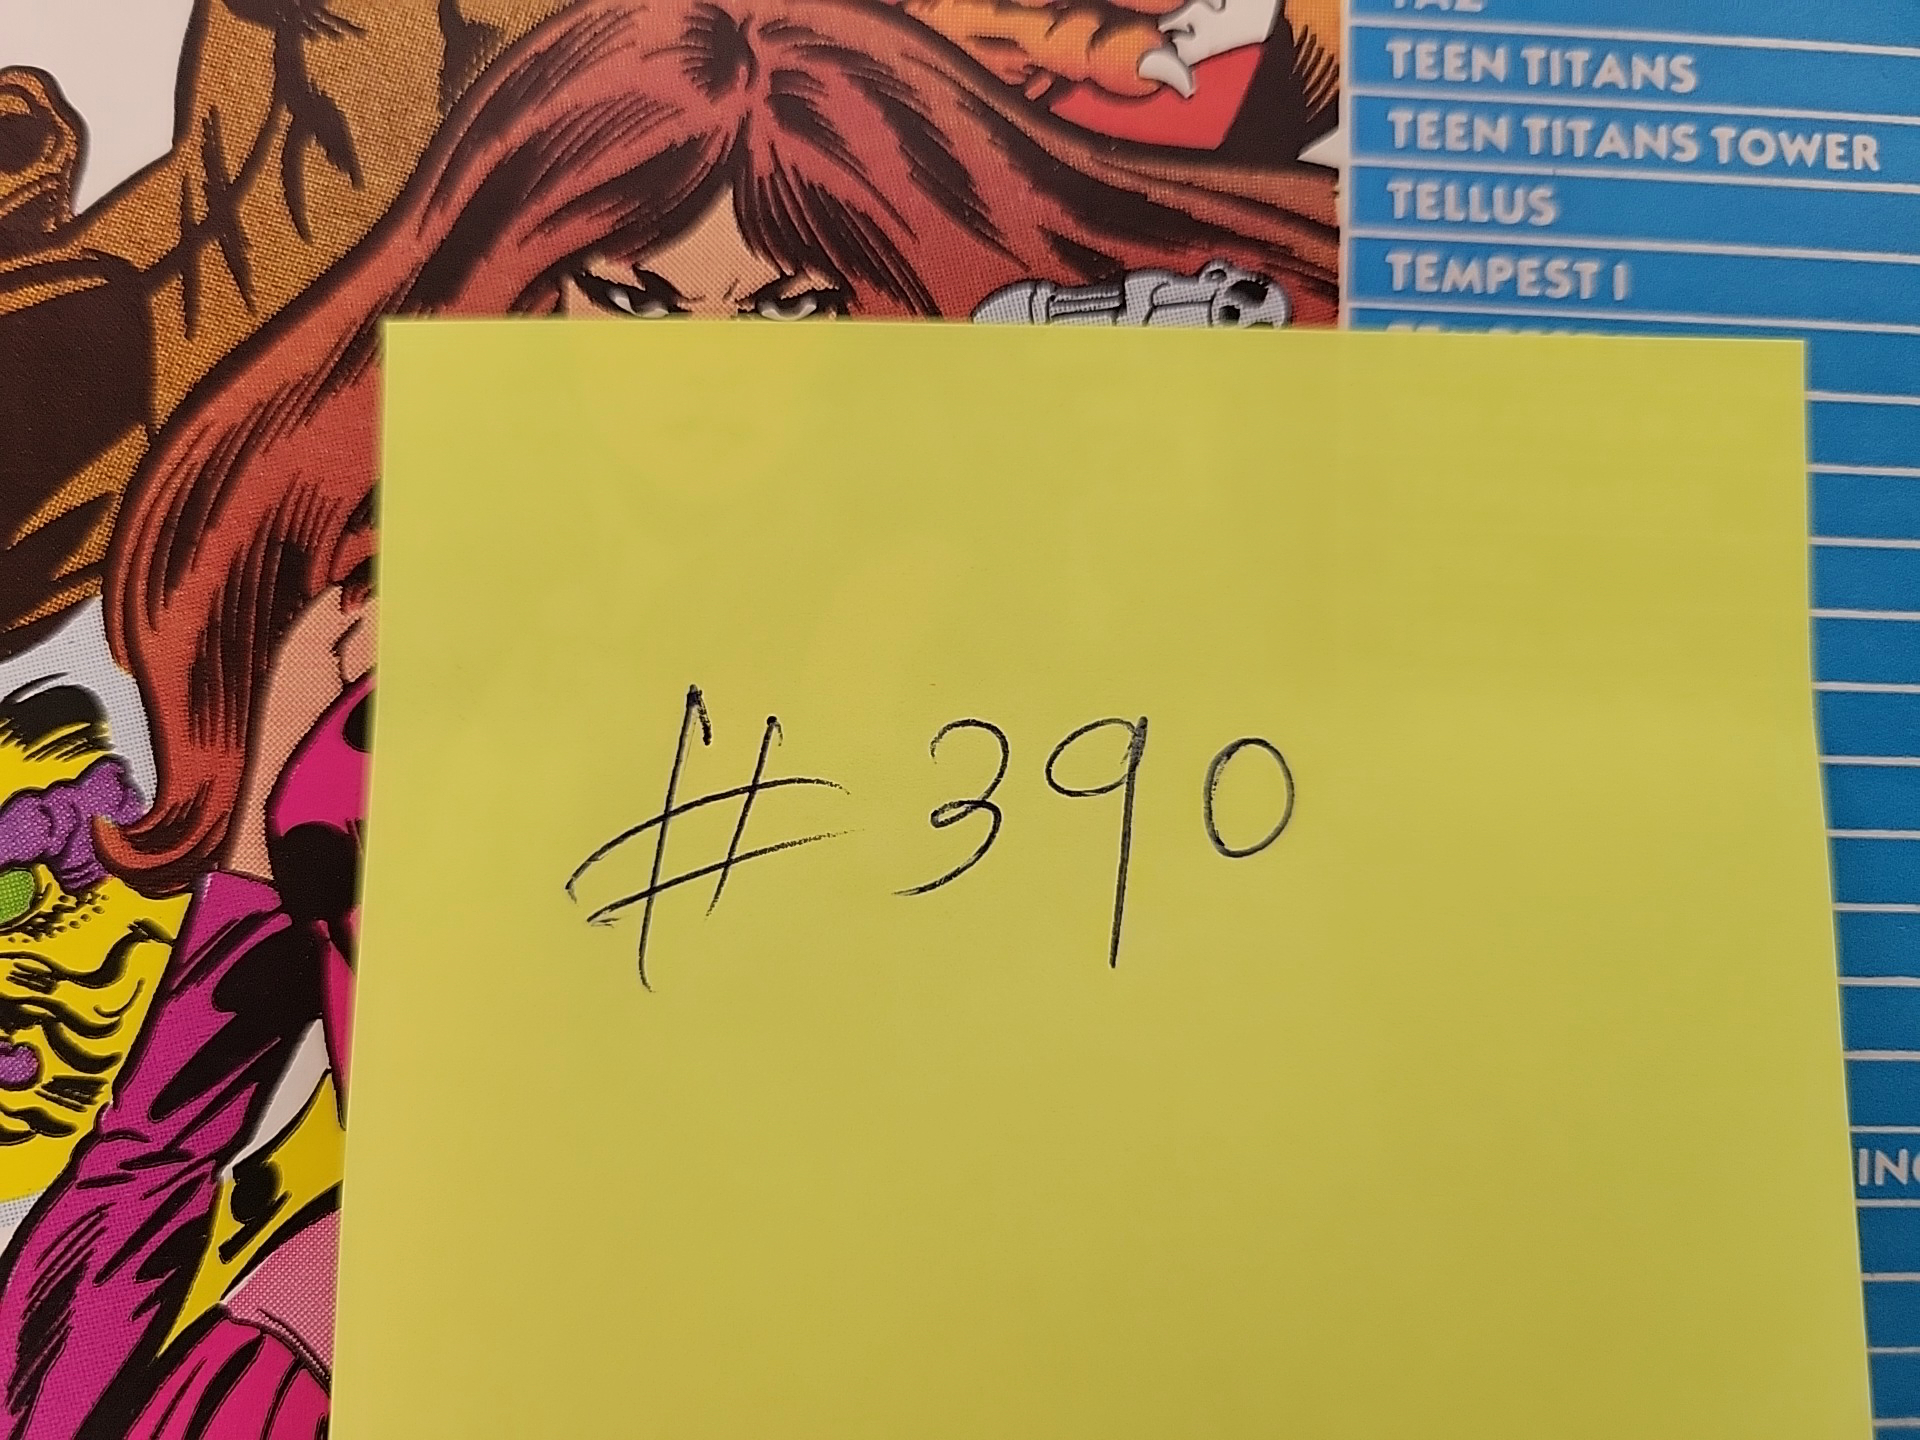 TEEN TITANS
TEEN TITANS TOWER
TELLUS
TEMPEST I
#390